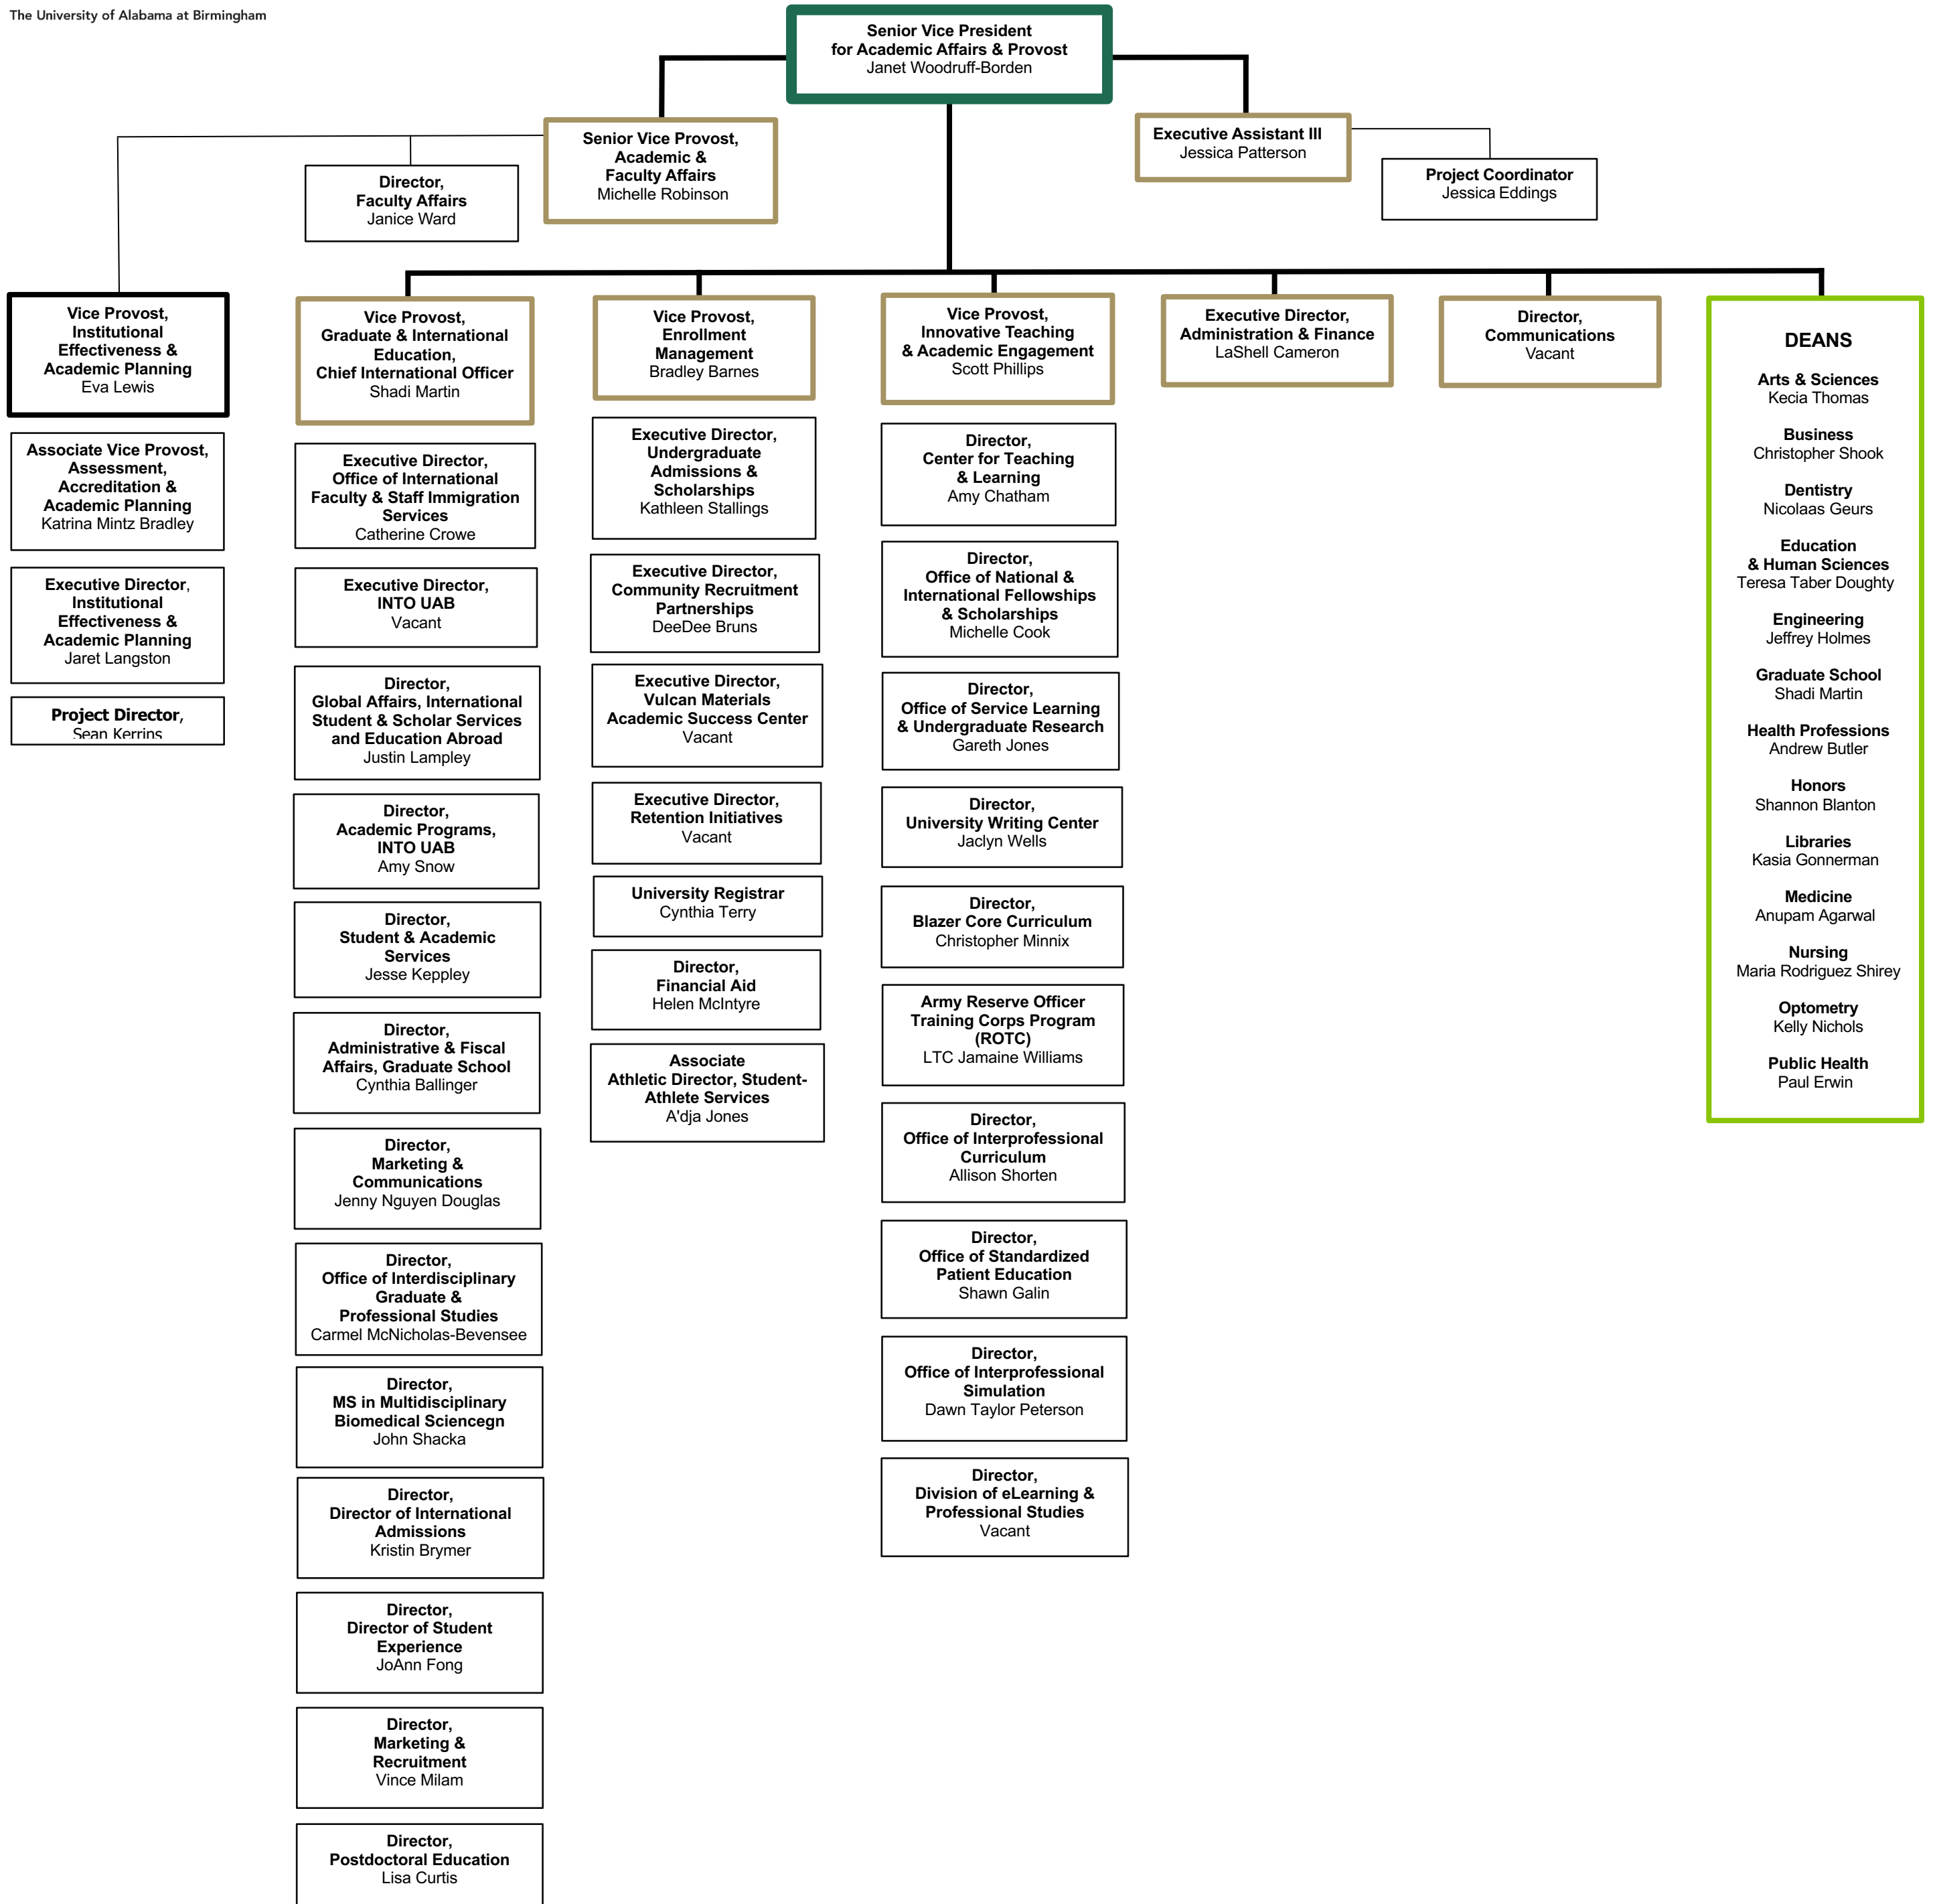 The University of Alabama at Birmingham
Senior Vice President
for Academic Affairs & Provost
Janet Woodruff-Borden
Senior Vice Provost,
Academic &
Faculty Affairs
Michelle Robinson
Executive Assistant III
Jessica Patterson
Director,
Faculty Affairs
Janice Ward
Project Coordinator
Jessica Eddings
Vice Provost,
Institutional
Effectiveness &
Academic Planning
Eva Lewis
Associate Vice Provost,
Assessment,
Accreditation &
Academic Planning
Katrina Mintz Bradley
Executive Director,
Institutional
Effectiveness &
Academic Planning
Jaret Langston
Project Director,
Sean Kerrins
Vice Provost,
Graduate & International
Education,
Chief International Officer
Shadi Martin
Executive Director,
Office of International
Faculty & Staff Immigration
Services
Catherine Crowe
Executive Director,
INTO UAB
Vacant
Director,
Global Affairs, International
Student & Scholar Services
and Education Abroad
Justin Lampley
Director,
Academic Programs,
INTO UAB
Amy Snow
Director,
Student & Academic
Services
Jesse Keppley
Director,
Administrative & Fiscal
Affairs, Graduate School
Cynthia Ballinger
Director,
Marketing &
Communications
Jenny Nguyen Douglas
Director,
Office of Interdisciplinary
Graduate &
Professional Studies
Carmel McNicholas-Bevensee
Director,
MS in Multidisciplinary
Biomedical Sciencegn
John Shacka
Director,
Director of International
Admissions
Kristin Brymer
Director,
Director of Student
Experience
JoAnn Fong
Director,
Marketing &
Recruitment
Vince Milam
Director,
Postdoctoral Education
Lisa Curtis
Vice Provost,
Enrollment
Management
Bradley Barnes
Executive Director,
Undergraduate
Admissions &
Scholarships
Kathleen Stallings
Executive Director,
Community Recruitment
Partnerships
DeeDee Bruns
Executive Director,
Vulcan Materials
Academic Success Center
Vacant
Executive Director,
Retention Initiatives
Vacant
University Registrar
Cynthia Terry
Director,
Financial Aid
Helen McIntyre
Associate
Athletic Director, Student-
Athlete Services
A'dja Jones
Vice Provost,
Innovative Teaching
& Academic Engagement
Scott Phillips
Director,
Center for Teaching
& Learning
Amy Chatham
Director,
Office of National &
International Fellowships
& Scholarships
Michelle Cook
Director,
Office of Service Learning
& Undergraduate Research
Gareth Jones
Director,
University Writing Center
Jaclyn Wells
Director,
Blazer Core Curriculum
Christopher Minnix
Army Reserve Officer
Training Corps Program
(ROTC)
LTC Jamaine Williams
Director,
Office of Interprofessional
Curriculum
Allison Shorten
Director,
Office of Standardized
Patient Education
Shawn Galin
Director,
Office of Interprofessional
Simulation
Dawn Taylor Peterson
Director,
Division of eLearning &
Professional Studies
Vacant
Executive Director,
Administration & Finance
LaShell Cameron
Director,
Communications
Vacant
DEANS
Arts & Sciences
Kecia Thomas
Business
Christopher Shook
Dentistry
Nicolaas Geurs
Education
& Human Sciences
Teresa Taber Doughty
Engineering
Jeffrey Holmes
Graduate School
Shadi Martin
Health Professions
Andrew Butler
Honors
Shannon Blanton
Libraries
Kasia Gonnerman
Medicine
Anupam Agarwal
Nursing
Maria Rodriguez Shirey
Optometry
Kelly Nichols
Public Health
Paul Erwin